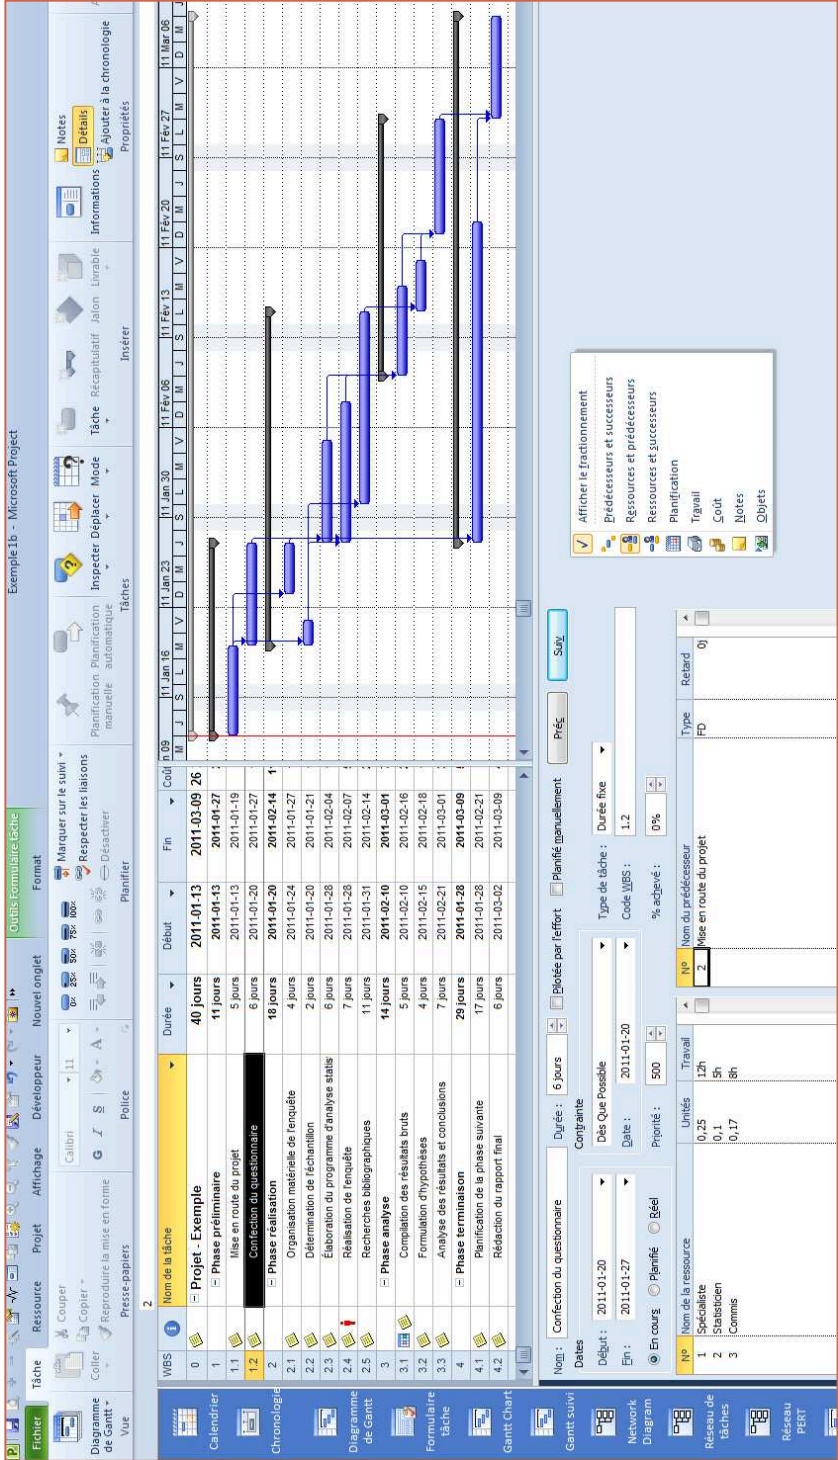 Exemple 1b - Microsoft Project
Outils Formulaire tâche
Fichier Tâche Ressource Projet Affichage Développeur Nouvel onglet Format
Diagramme de Gantt
Vue
Coller
Couper
Copier
Reproduire la mise en forme
Presse-papiers
Calibri 11
G I S A
Police
0% 25% 50% 75% 100%
Marquer sur le suivi
Respecter les liaisons
Désactiver
Planifier
Planification manuelle
Planification automatique
Inspecter
Déplacer
Mode
Tâches
Tâche
Récapitulatif
Jalon
Livrable
Insérer
Informations
Notes
Détails
Ajouter à la chronologie
Propriétés
2
WBS Nom de la tâche Durée Début Fin Coût
0 Projet - Exemple 40 jours 2011-01-13 2011-03-09 26
1 Phase préliminaire 11 jours 2011-01-13 2011-01-27
1.1 Mise en route du projet 5 jours 2011-01-13 2011-01-19
1.2 Confection du questionnaire 6 jours 2011-01-20 2011-01-27
2 Phase réalisation 18 jours 2011-01-20 2011-02-14 1
2.1 Organisation matérielle de l'enquête 4 jours 2011-01-24 2011-01-27
2.2 Détermination de l'échantillon 2 jours 2011-01-20 2011-01-21
2.3 Élaboration du programme d'analyse statis 6 jours 2011-01-28 2011-02-04
2.4 Réalisation de l'enquête 7 jours 2011-01-28 2011-02-07
2.5 Recherches bibliographiques 11 jours 2011-01-31 2011-02-14
3 Phase analyse 14 jours 2011-02-10 2011-03-01
3.1 Compilation des résultats bruts 5 jours 2011-02-10 2011-02-16
3.2 Formulation d'hypothèses 4 jours 2011-02-15 2011-02-18
3.3 Analyse des résultats et conclusions 7 jours 2011-02-21 2011-03-01
4 Phase terminaison 29 jours 2011-01-28 2011-03-09
4.1 Planification de la phase suivante 17 jours 2011-01-28 2011-02-21
4.2 Rédaction du rapport final 6 jours 2011-03-02 2011-03-09
n 09 11 Jan 16 11 Jan 23 11 Jan 30 11 Fév 06 11 Fév 13 11 Fév 20 11 Fév 27 11 Mar 06
M J S L M V D M J S L M V D M J S L M V D M J S L M V D M J
Calendrier
Chronologie
Diagramme de Gantt
Formulaire tâche
Gantt Chart
Gantt suivi
Network Diagram
Réseau de tâches
Réseau PERT
Nom : Confection du questionnaire Durée : 6 jours Pilotée par l'effort Planifié manuellement Préc Suiv
Dates Contrainte
Début : 2011-01-20 Dès Que Possible Type de tâche : Durée fixe
Fin : 2011-01-27 Date : 2011-01-20 Code WBS : 1.2
En cours Planifié Réel Priorité : 500 % achevé : 0%
N° Nom de la ressource Unités Travail
1 Spécialiste 0,25 12h
2 Statisticien 0,1 5h
3 Commis 0,17 8h
N° Nom du prédécesseur Type Retard
2 Mise en route du projet FD 0j
Afficher le fractionnement
Prédécesseurs et successeurs
Ressources et prédécesseurs
Ressources et successeurs
Planification
Travail
Coût
Notes
Objets